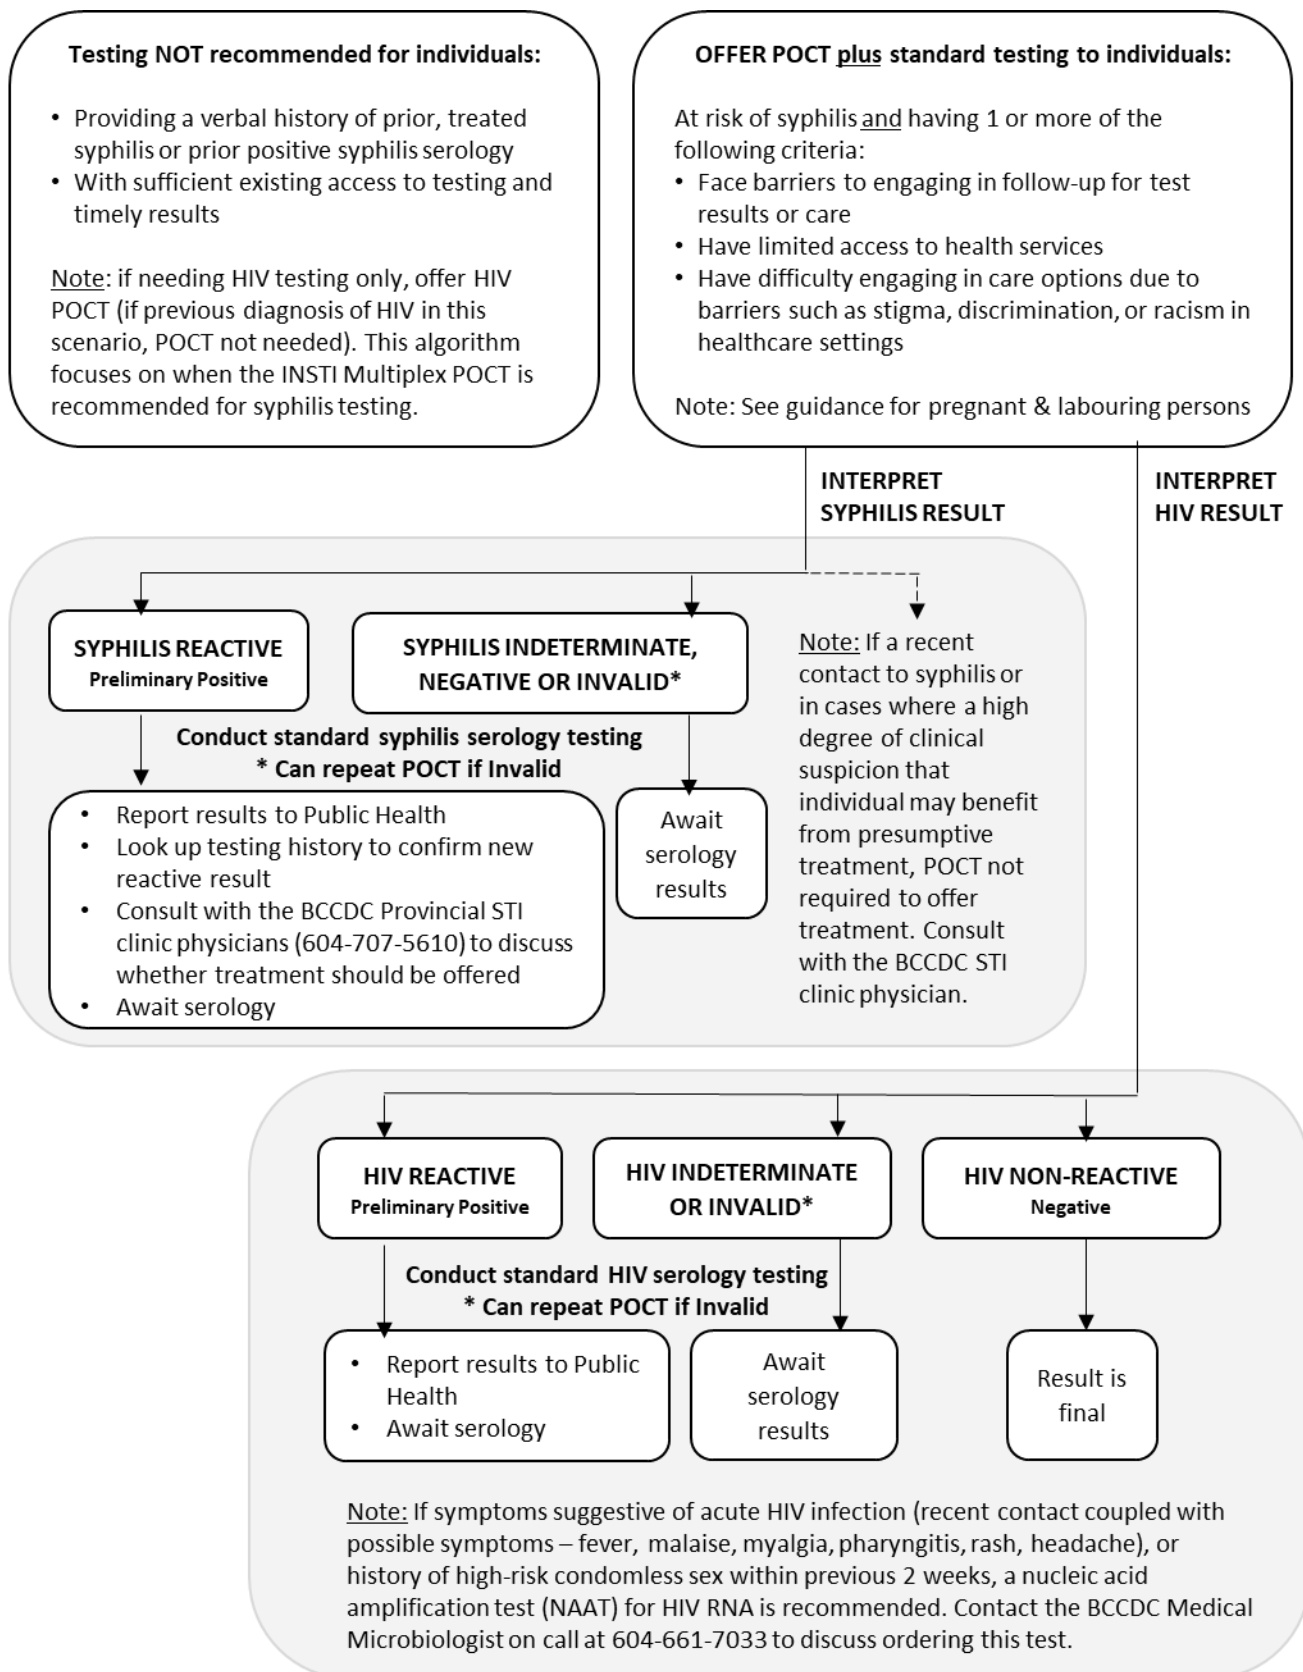 Testing NOT recommended for individuals:
• Providing a verbal history of prior, treated
syphilis or prior positive syphilis serology
• With sufficient existing access to testing and
timely results
Note: if needing HIV testing only, offer HIV
POCT (if previous diagnosis of HIV in this
scenario, POCT not needed). This algorithm
focuses on when the INSTI Multiplex POCT is
recommended for syphilis testing.
OFFER POCT plus standard testing to individuals:
At risk of syphilis and having 1 or more of the
following criteria:
• Face barriers to engaging in follow-up for test
results or care
• Have limited access to health services
• Have difficulty engaging in care options due to
barriers such as stigma, discrimination, or racism in
healthcare settings
Note: See guidance for pregnant & labouring persons
INTERPRET
SYPHILIS RESULT
INTERPRET
HIV RESULT
SYPHILIS REACTIVE
Preliminary Positive
SYPHILIS INDETERMINATE,
NEGATIVE OR INVALID*
Conduct standard syphilis serology testing
* Can repeat POCT if Invalid
• Report results to Public Health
• Look up testing history to confirm new
reactive result
• Consult with the BCCDC Provincial STI
clinic physicians (604-707-5610) to discuss
whether treatment should be offered
• Await serology
Await
serology
results
Note: If a recent
contact to syphilis or
in cases where a high
degree of clinical
suspicion that
individual may benefit
from presumptive
treatment, POCT not
required to offer
treatment. Consult
with the BCCDC STI
clinic physician.
HIV REACTIVE
Preliminary Positive
HIV INDETERMINATE
OR INVALID*
HIV NON-REACTIVE
Negative
Conduct standard HIV serology testing
* Can repeat POCT if Invalid
• Report results to Public
Health
• Await serology
Await
serology
results
Result is
final
Note: If symptoms suggestive of acute HIV infection (recent contact coupled with
possible symptoms – fever, malaise, myalgia, pharyngitis, rash, headache), or
history of high-risk condomless sex within previous 2 weeks, a nucleic acid
amplification test (NAAT) for HIV RNA is recommended. Contact the BCCDC Medical
Microbiologist on call at 604-661-7033 to discuss ordering this test.